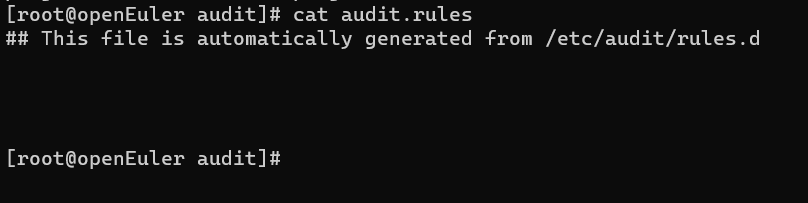 [root@openEuler audit]# cat audit.rules
## This file is automatically generated from /etc/audit/rules.d
[root@openEuler audit]#